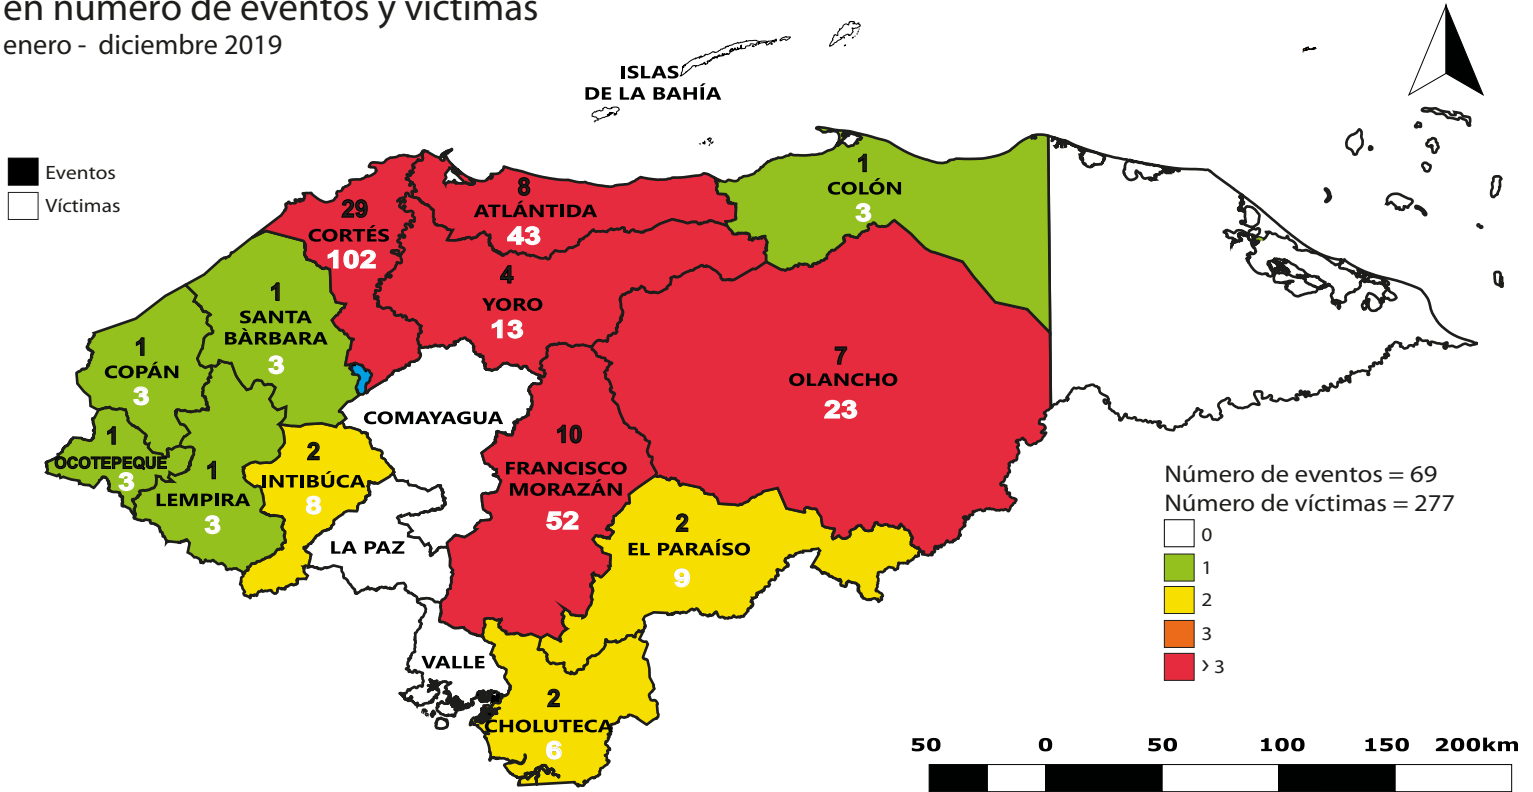 en número de eventos y víctimas
enero - diciembre 2019
ISLAS
DE LA BAHÍA
Eventos
Víctimas
29
CORTÉS
102
8
ATLÁNTIDA
43
1
COLÓN
3
4
YORO
13
1
SANTA
BÀRBARA
3
1
COPÁN
3
7
OLANCHO
23
COMAYAGUA
1
OCOTEPEQUE
3
1
LEMPIRA
3
2
INTIBÚCA
8
10
FRANCISCO
MORAZÁN
52
LA PAZ
2
EL PARAÍSO
9
VALLE
2
CHOLUTECA
6
Número de eventos = 69
Número de víctimas = 277
0
1
2
3
> 3
50 0 50 100 150 200km